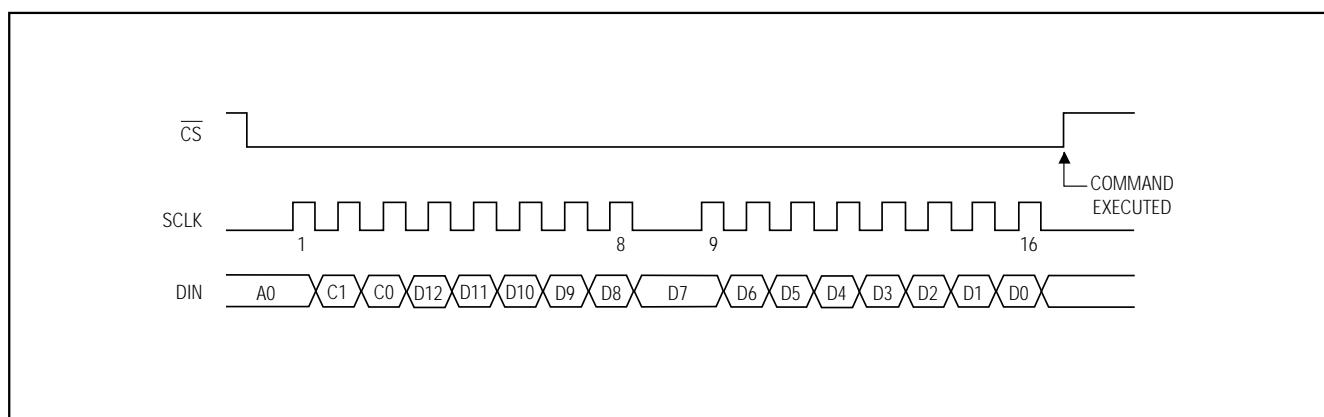 CS
COMMAND
EXECUTED
SCLK
1 8 9 16
DIN A0 C1 C0 D12 D11 D10 D9 D8 D7 D6 D5 D4 D3 D2 D1 D0